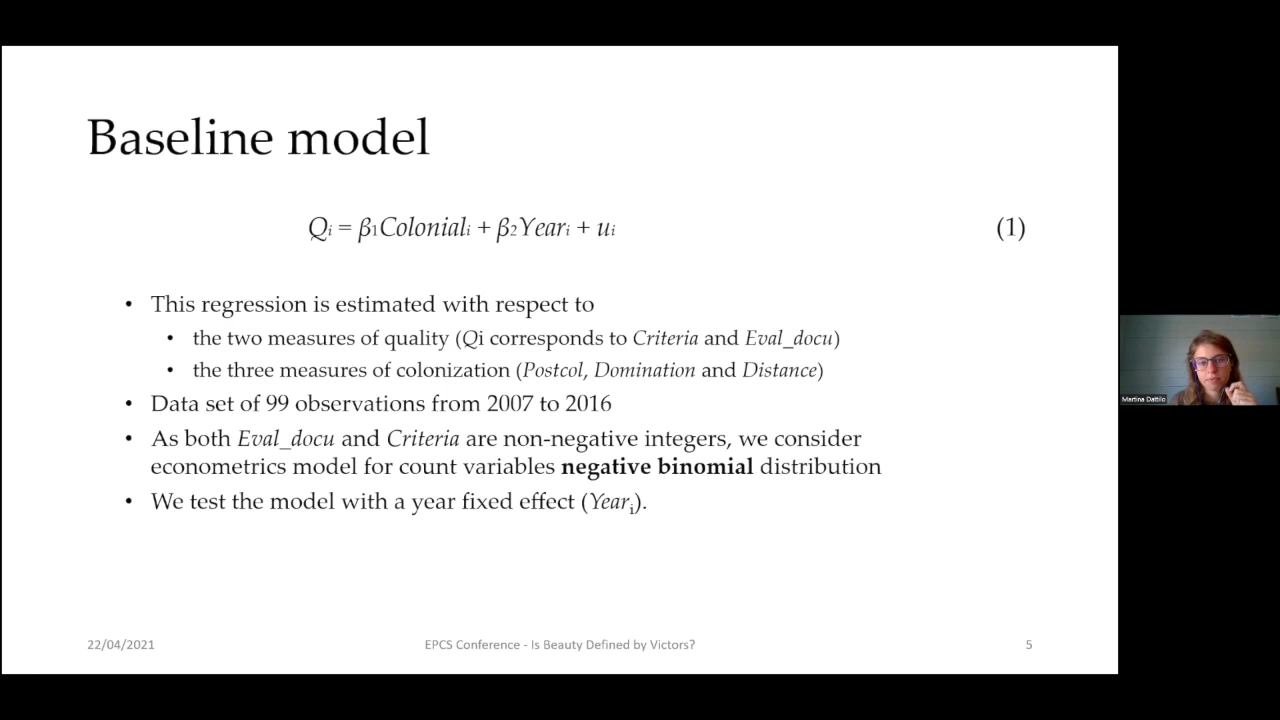 Baseline model
Qi = β1Coloniali + β2Yeari + ui (1)
• This regression is estimated with respect to
• the two measures of quality (Qi corresponds to Criteria and Eval_docu)
• the three measures of colonization (Postcol, Domination and Distance)
• Data set of 99 observations from 2007 to 2016
• As both Eval_docu and Criteria are non-negative integers, we consider
econometrics model for count variables negative binomial distribution
• We test the model with a year fixed effect (Yeari).
Martina Dattilo
22/04/2021 EPCS Conference - Is Beauty Defined by Victors? 5